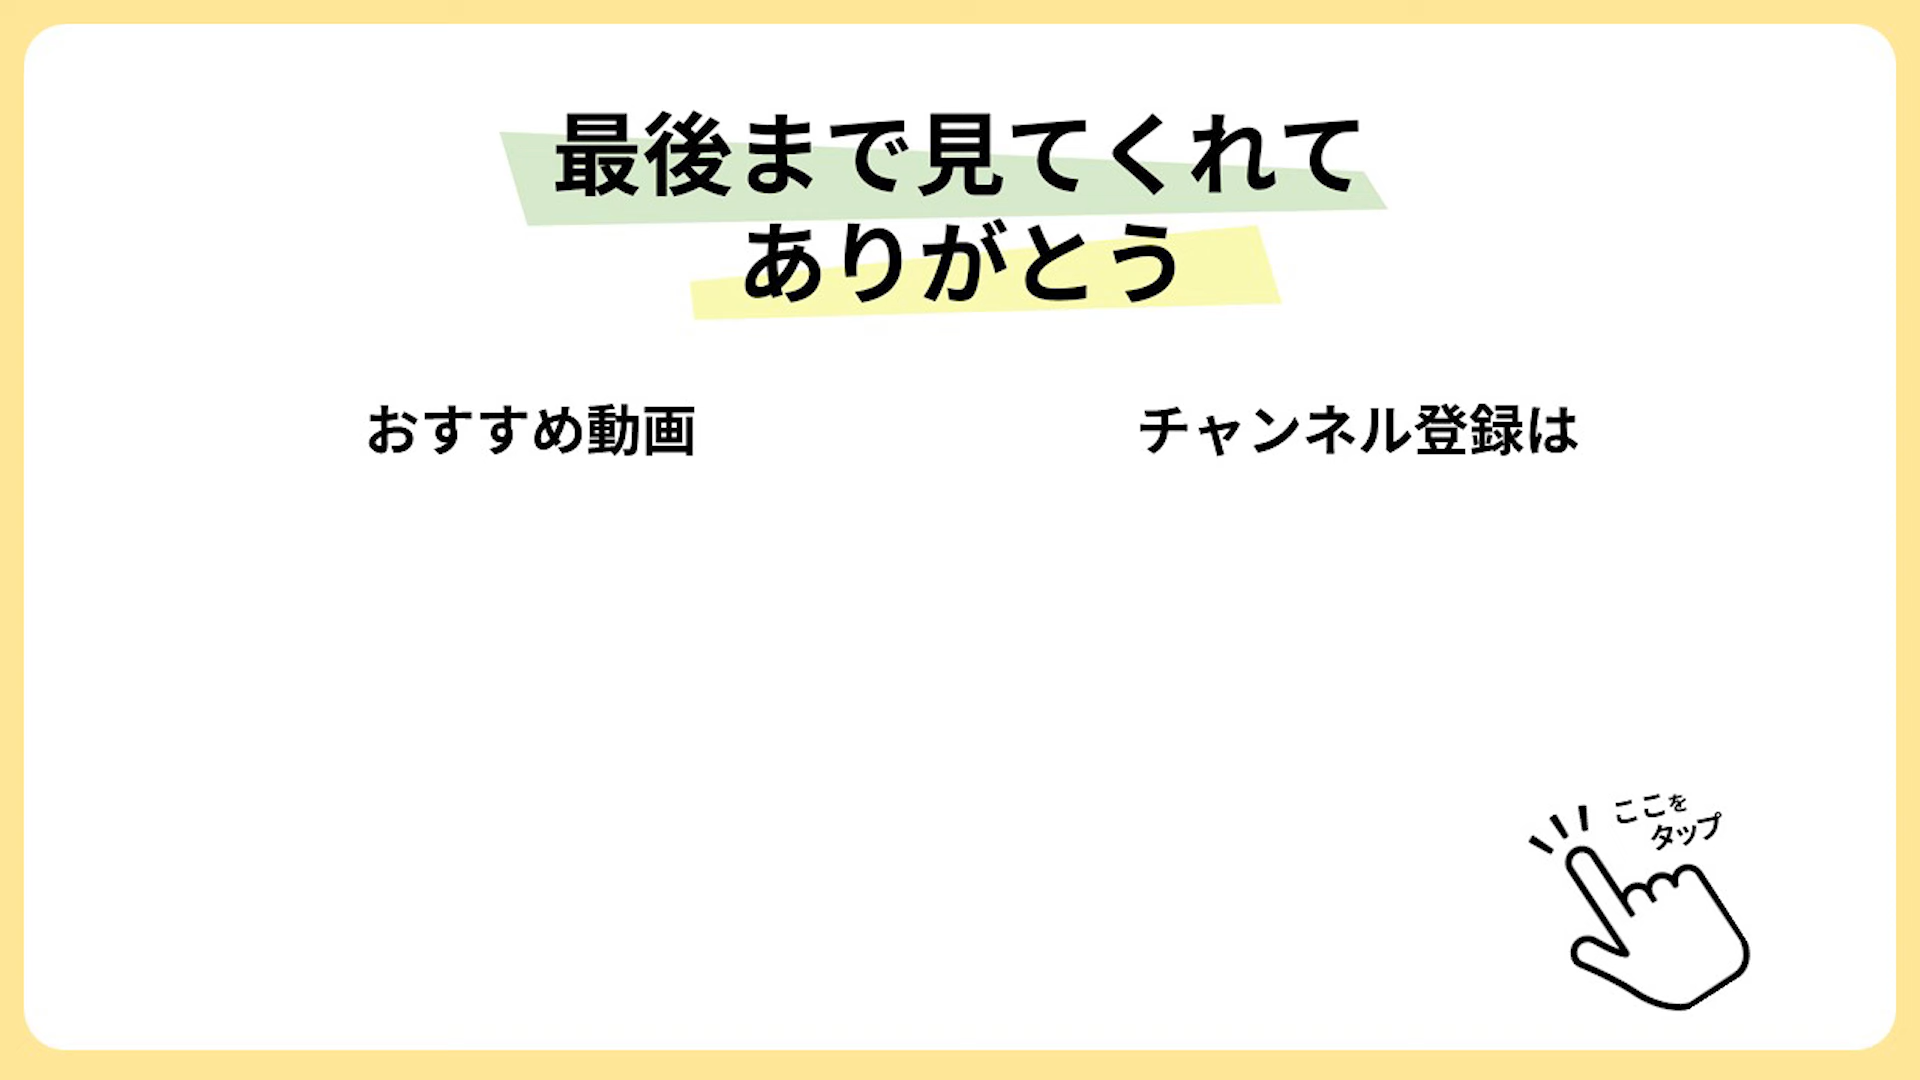 最後まで見てくれて
ありがとう
おすすめ動画
チャンネル登録は
ここを
タップ